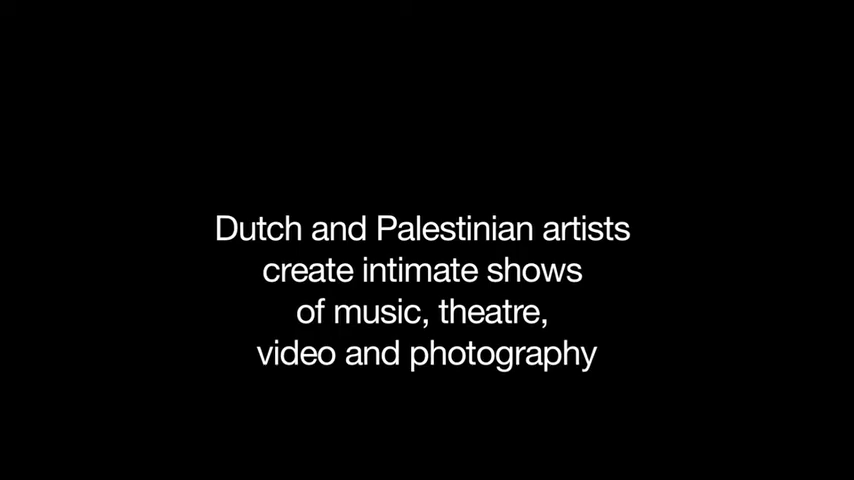 Dutch and Palestinian artists
create intimate shows
of music, theatre,
video and photography